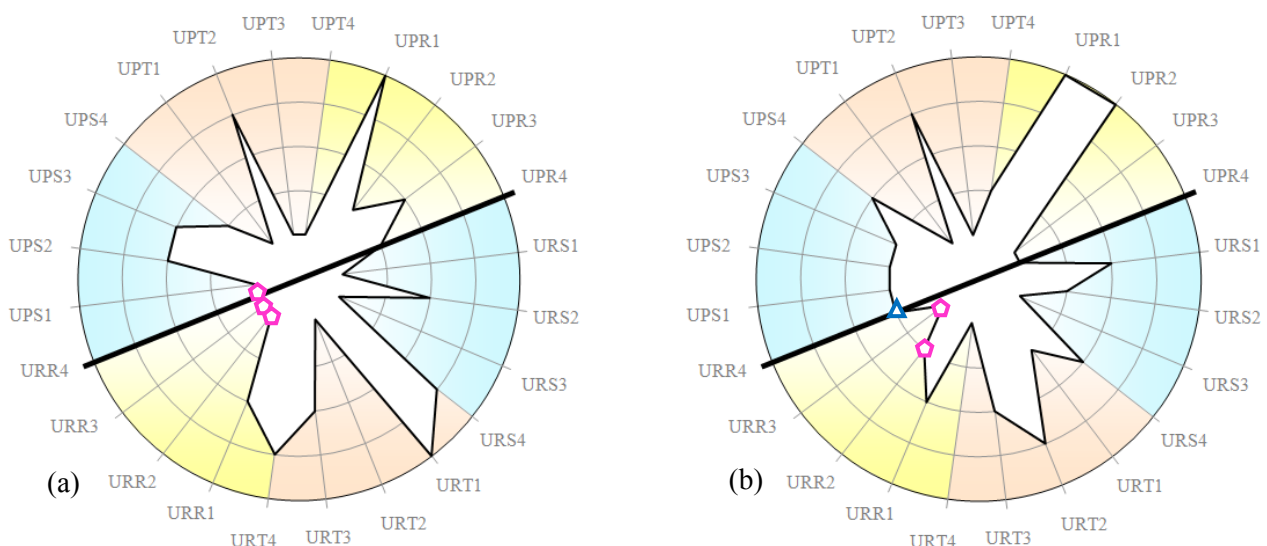 UPT3
UPT4
UPT2
UPR1
UPT1
UPR2
UPS4
UPR3
UPS3
UPR4
UPS2
URS1
UPS1
URS2
URR4
URS3
URR3
URS4
URR2
URT1
URR1
URT2
URT4
URT3
(a)
UPT3
UPT4
UPT2
UPR1
UPT1
UPR2
UPS4
UPR3
UPS3
UPR4
UPS2
URS1
UPS1
URS2
URR4
URS3
URR3
URS4
URR2
URT1
URR1
URT2
URT4
URT3
(b)